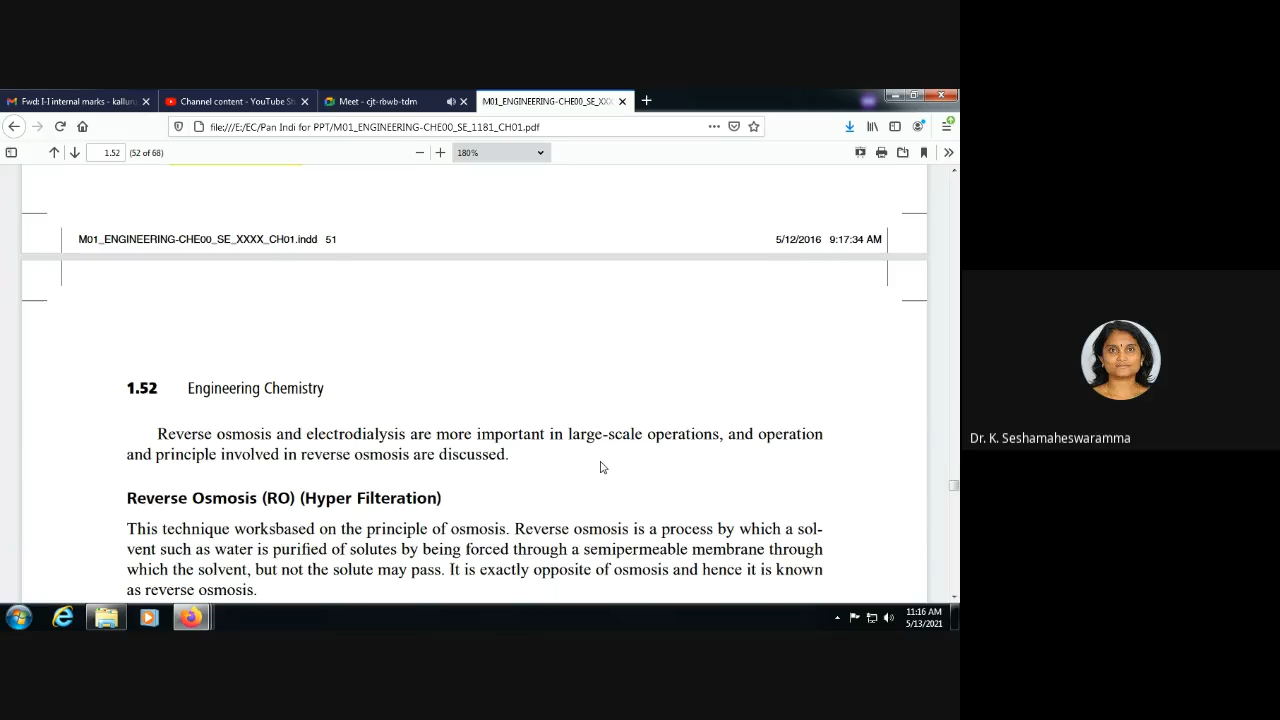 Fwd: I-I internal marks - kalluru
Channel content - YouTube St
Meet - cjt-rbwb-tdm
M01_ENGINEERING-CHE00_SE_XXX
file:///E:/EC/Pan Indi for PPT/M01_ENGINEERING-CHE00_SE_1181_CH01.pdf
1.52
(52 of 68)
180%
M01_ENGINEERING-CHE00_SE_XXXX_CH01.indd 51
5/12/2016 9:17:34 AM
1.52 Engineering Chemistry
Reverse osmosis and electrodialysis are more important in large-scale operations, and operation
and principle involved in reverse osmosis are discussed.
Reverse Osmosis (RO) (Hyper Filteration)
This technique worksbased on the principle of osmosis. Reverse osmosis is a process by which a sol-
vent such as water is purified of solutes by being forced through a semipermeable membrane through
which the solvent, but not the solute may pass. It is exactly opposite of osmosis and hence it is known
as reverse osmosis.
11:16 AM
5/13/2021
Dr. K. Seshamaheswaramma